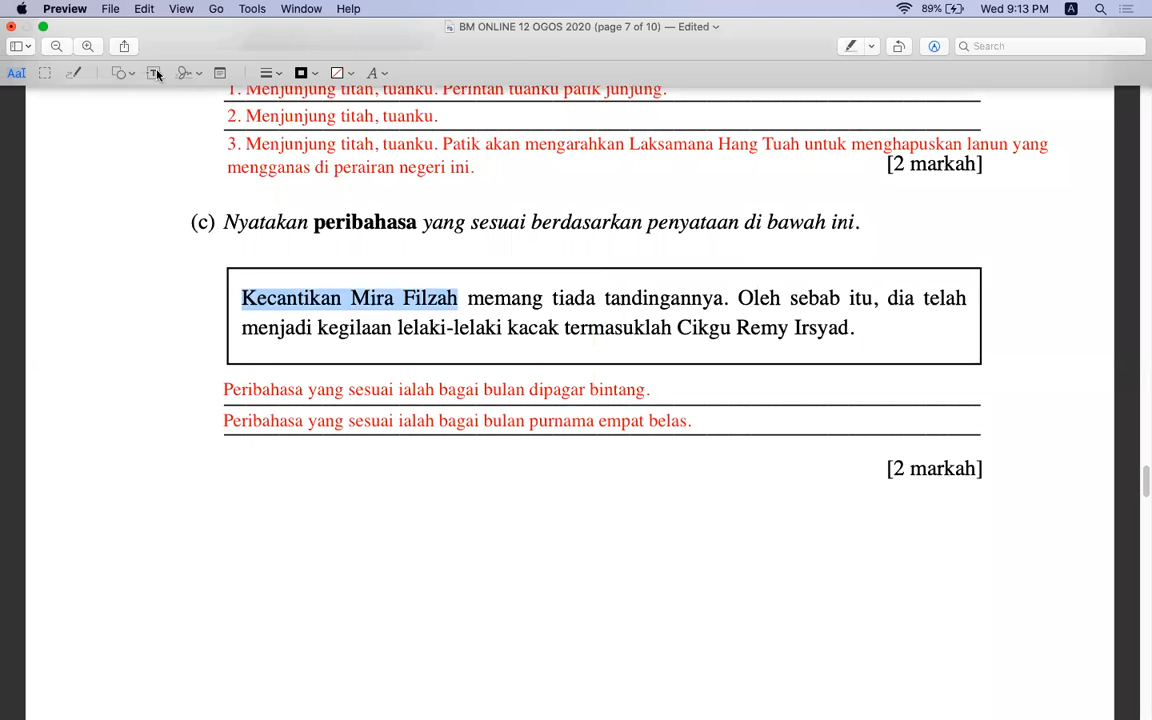 Preview File Edit View Go Tools Window Help 89% Wed 9:13 PM A
BM ONLINE 12 OGOS 2020 (page 7 of 10) — Edited
Search
AaI T A
1. Menjunjung titah, tuanku. Perintah tuanku patik junjung.
2. Menjunjung titah, tuanku.
3. Menjunjung titah, tuanku. Patik akan mengarahkan Laksamana Hang Tuah untuk menghapuskan lanun yang
mengganas di perairan negeri ini.
[2 markah]
(c) Nyatakan peribahasa yang sesuai berdasarkan penyataan di bawah ini.
Kecantikan Mira Filzah memang tiada tandingannya. Oleh sebab itu, dia telah
menjadi kegilaan lelaki-lelaki kacak termasuklah Cikgu Remy Irsyad.
Peribahasa yang sesuai ialah bagai bulan dipagar bintang.
Peribahasa yang sesuai ialah bagai bulan purnama empat belas.
[2 markah]